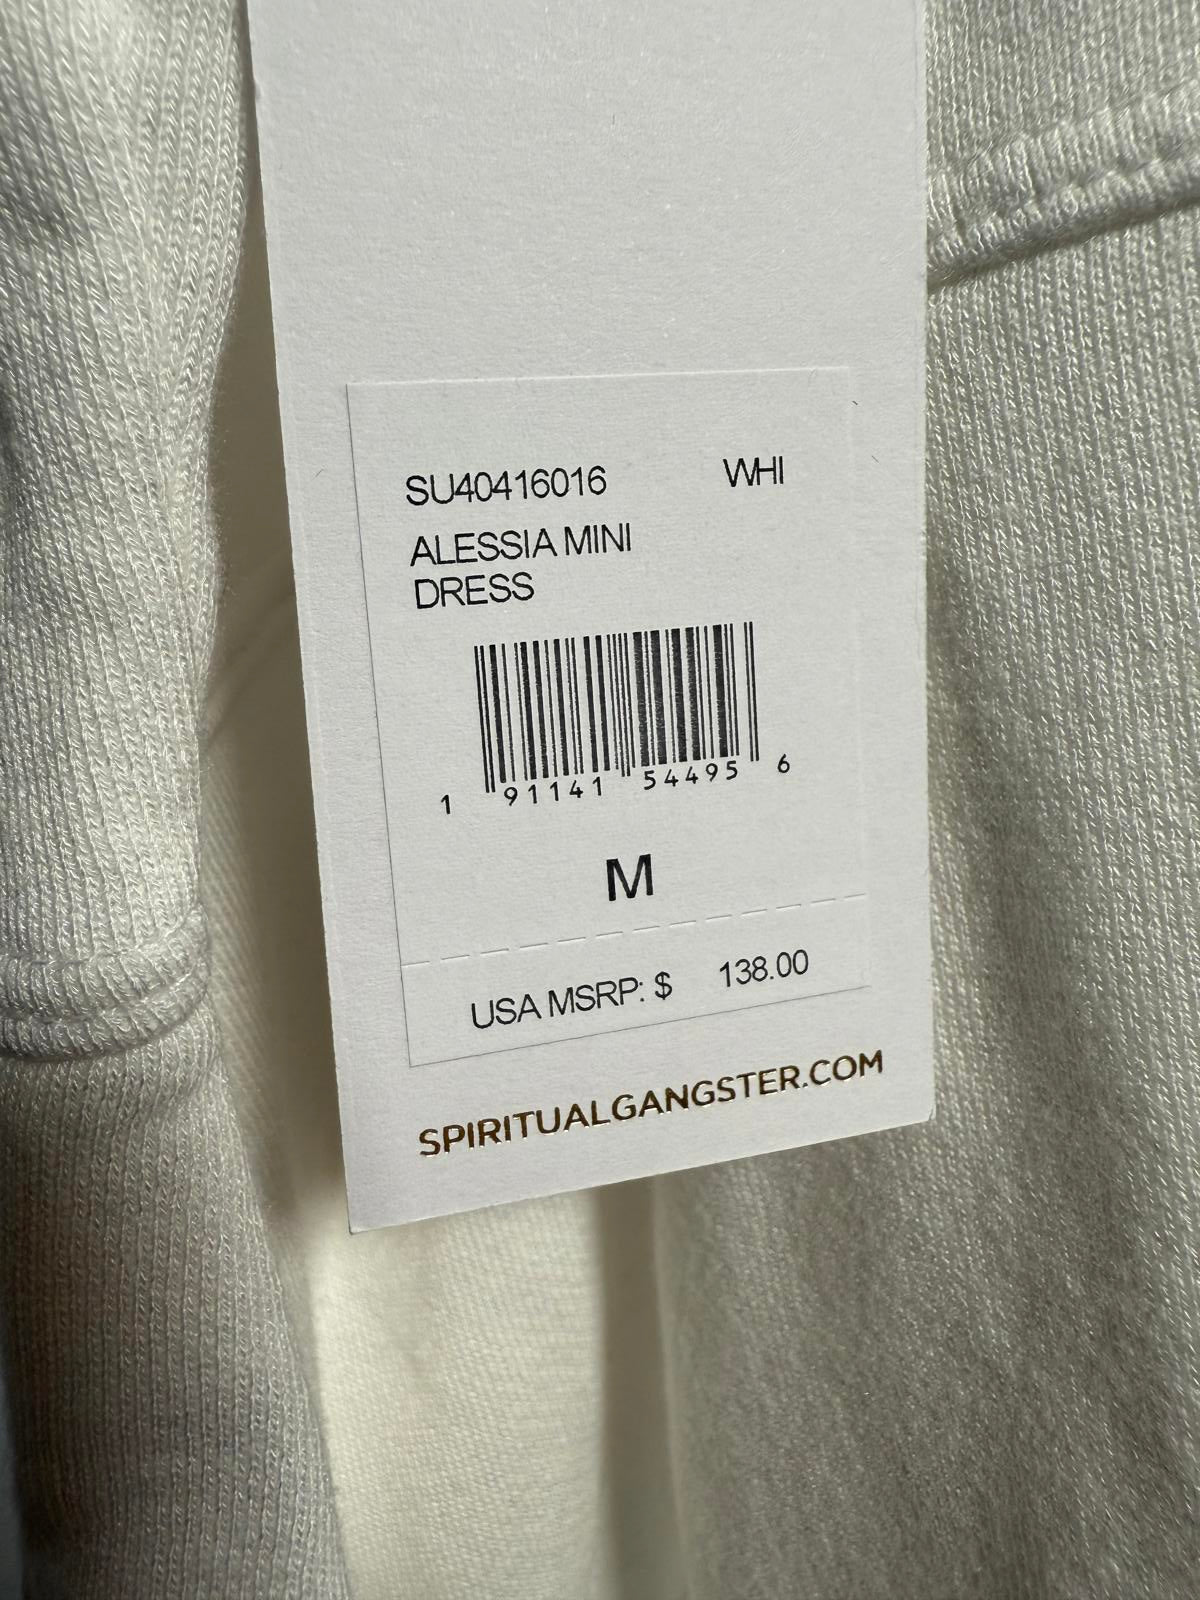 SU40416016 WHI
ALESSIA MINI
DRESS
1 91141 54495 6
M
USA MSRP: $ 138.00
SPIRITUALGANGSTER.COM